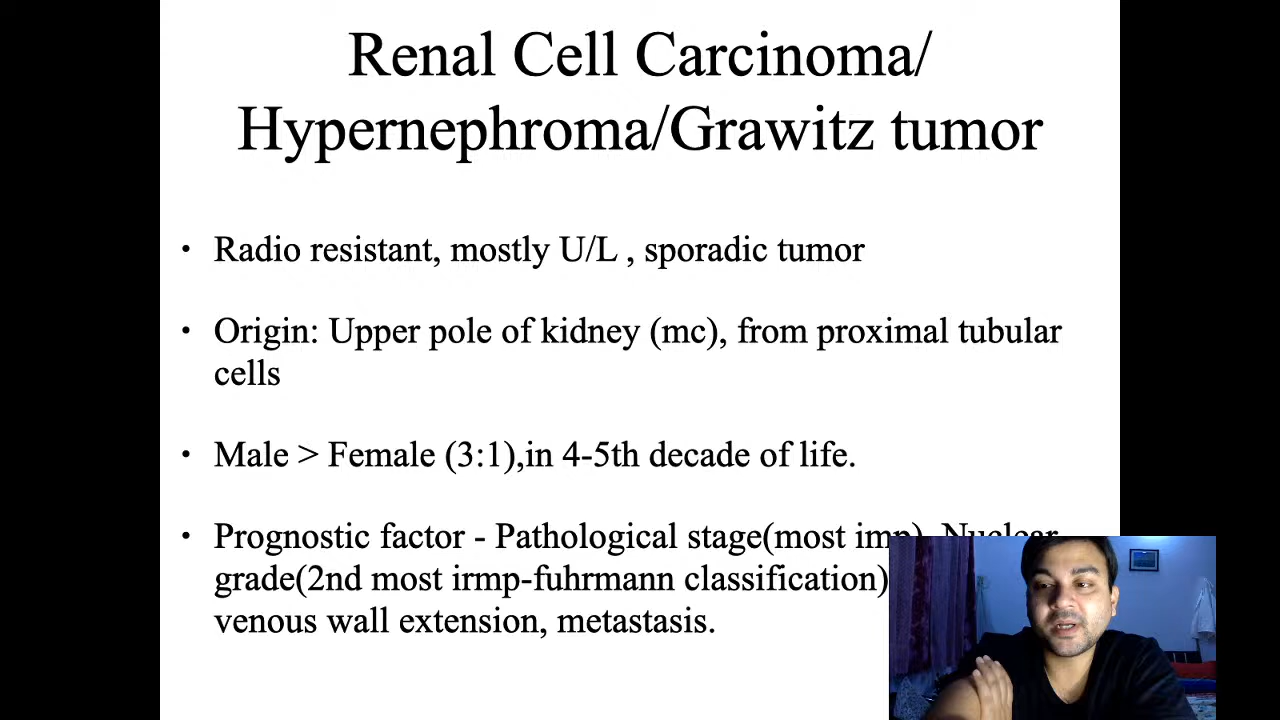 Renal Cell Carcinoma/
Hypernephroma/Grawitz tumor
• Radio resistant, mostly U/L , sporadic tumor
• Origin: Upper pole of kidney (mc), from proximal tubular
cells
• Male > Female (3:1),in 4-5th decade of life.
• Prognostic factor - Pathological stage(most imp), Nuclear
grade(2nd most irmp-fuhrmann classification)
venous wall extension, metastasis.